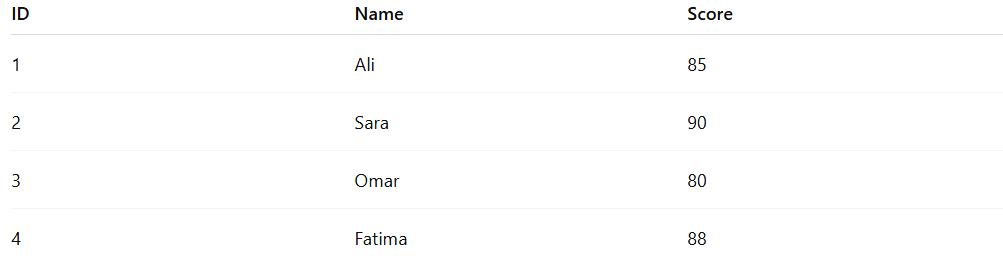 ID Name Score
1 Ali 85
2 Sara 90
3 Omar 80
4 Fatima 88